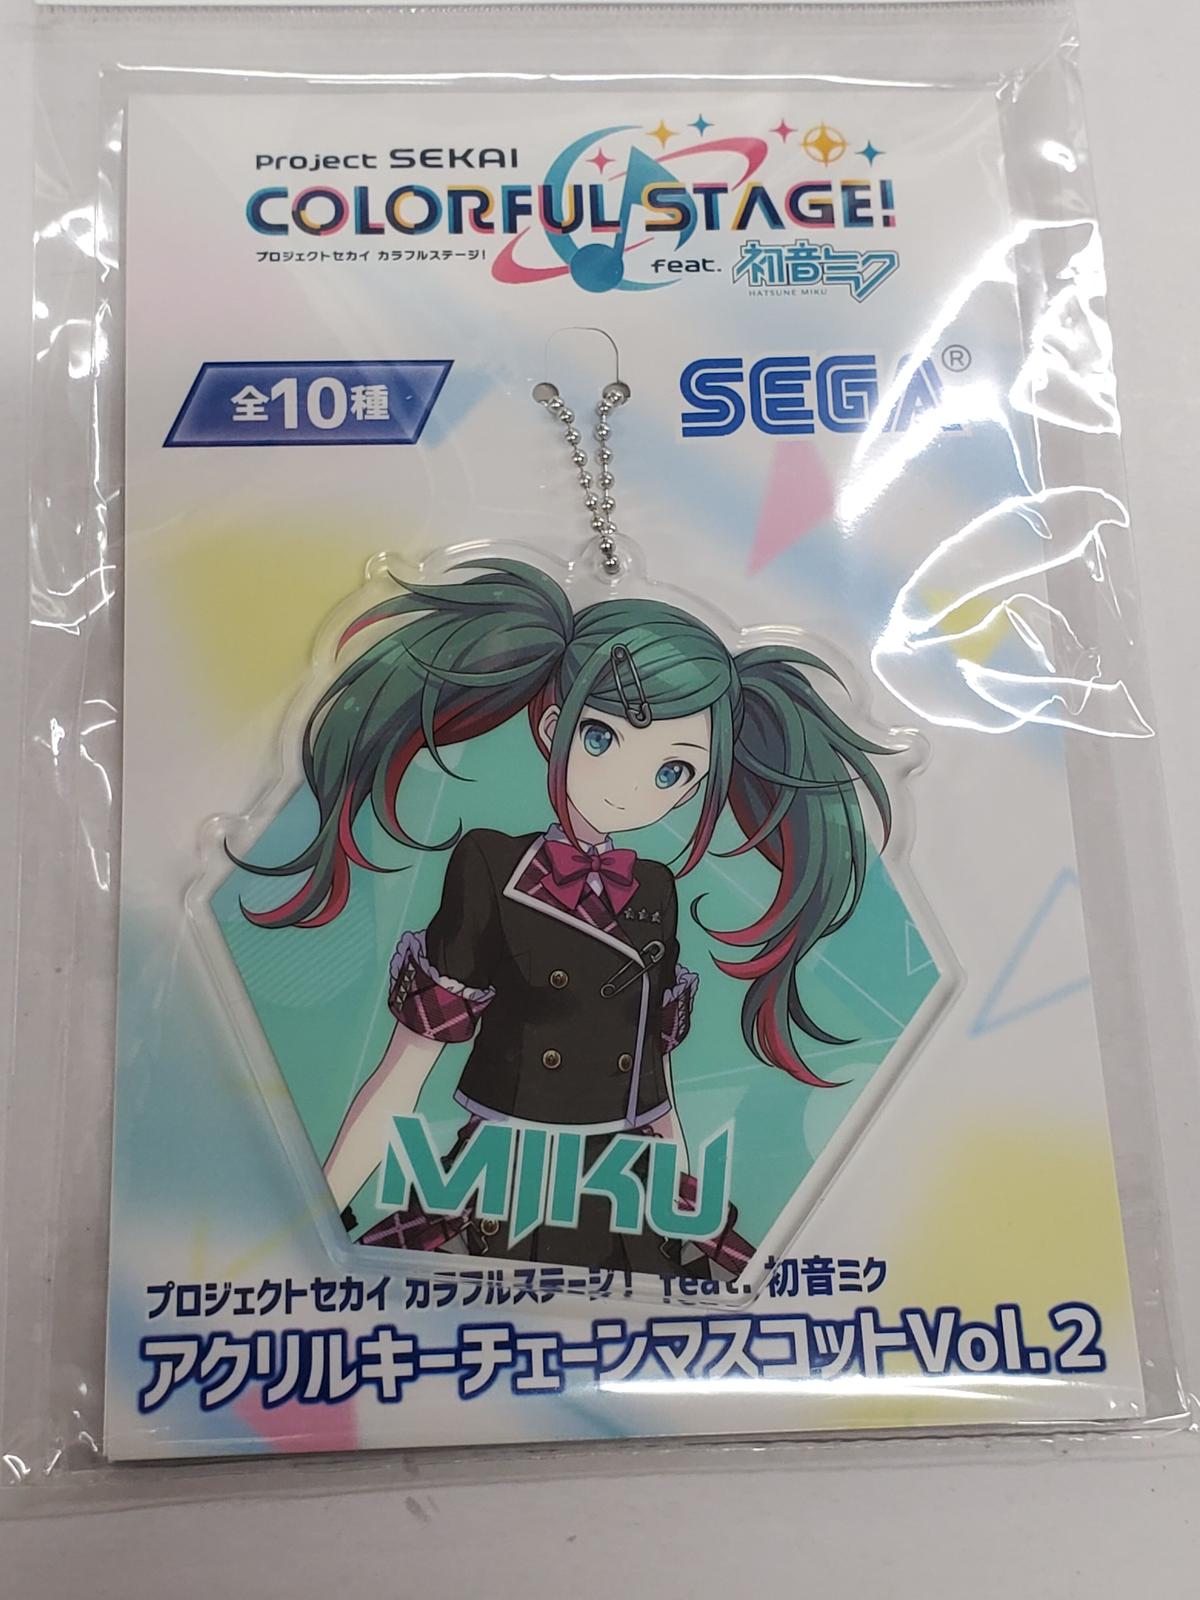 Project SEKAI
COLORFUL STAGE!
プロジェクトセカイ カラフルステージ!
feat. 初音ミク
HATSUNE MIKU
全10種
SEGA®
MIKU
プロジェクトセカイ カラフルステージ! feat. 初音ミク
アクリルキーチェーンマスコットVol.2